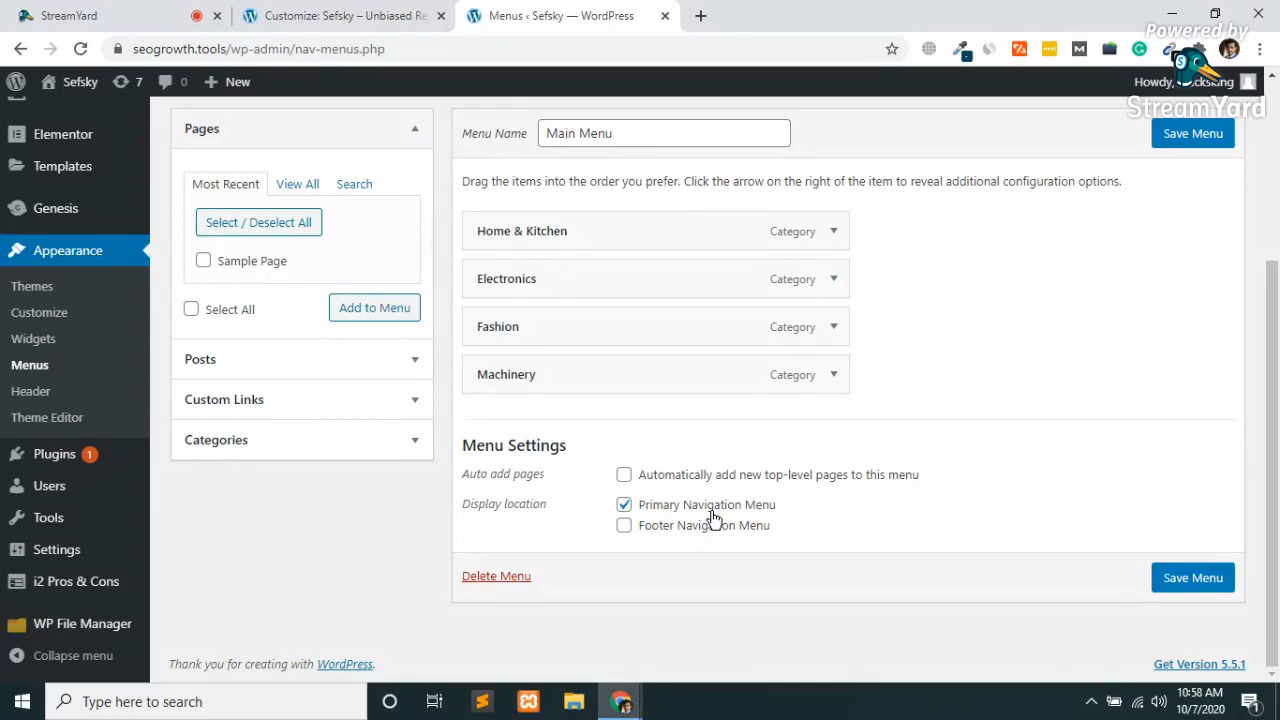 StreamYard
Customize: Sefsky – Unbiased Re
Menus ‹ Sefsky — WordPress
seogrowth.tools/wp-admin/nav-menus.php
Powered by
StreamYard
Sefsky
7
0
New
Howdy,
Elementor
Templates
Genesis
Appearance
Themes
Customize
Widgets
Menus
Header
Theme Editor
Plugins 1
Users
Tools
Settings
i2 Pros & Cons
WP File Manager
Collapse menu
Pages
Most Recent View All Search
Select / Deselect All
Sample Page
Select All Add to Menu
Posts
Custom Links
Categories
Menu Name Main Menu Save Menu
Drag the items into the order you prefer. Click the arrow on the right of the item to reveal additional configuration options.
Home & Kitchen Category
Electronics Category
Fashion Category
Machinery Category
Menu Settings
Auto add pages Automatically add new top-level pages to this menu
Display location Primary Navigation Menu
Footer Navigation Menu
Delete Menu Save Menu
Thank you for creating with WordPress. Get Version 5.5.1
Type here to search
10:58 AM
10/7/2020
1